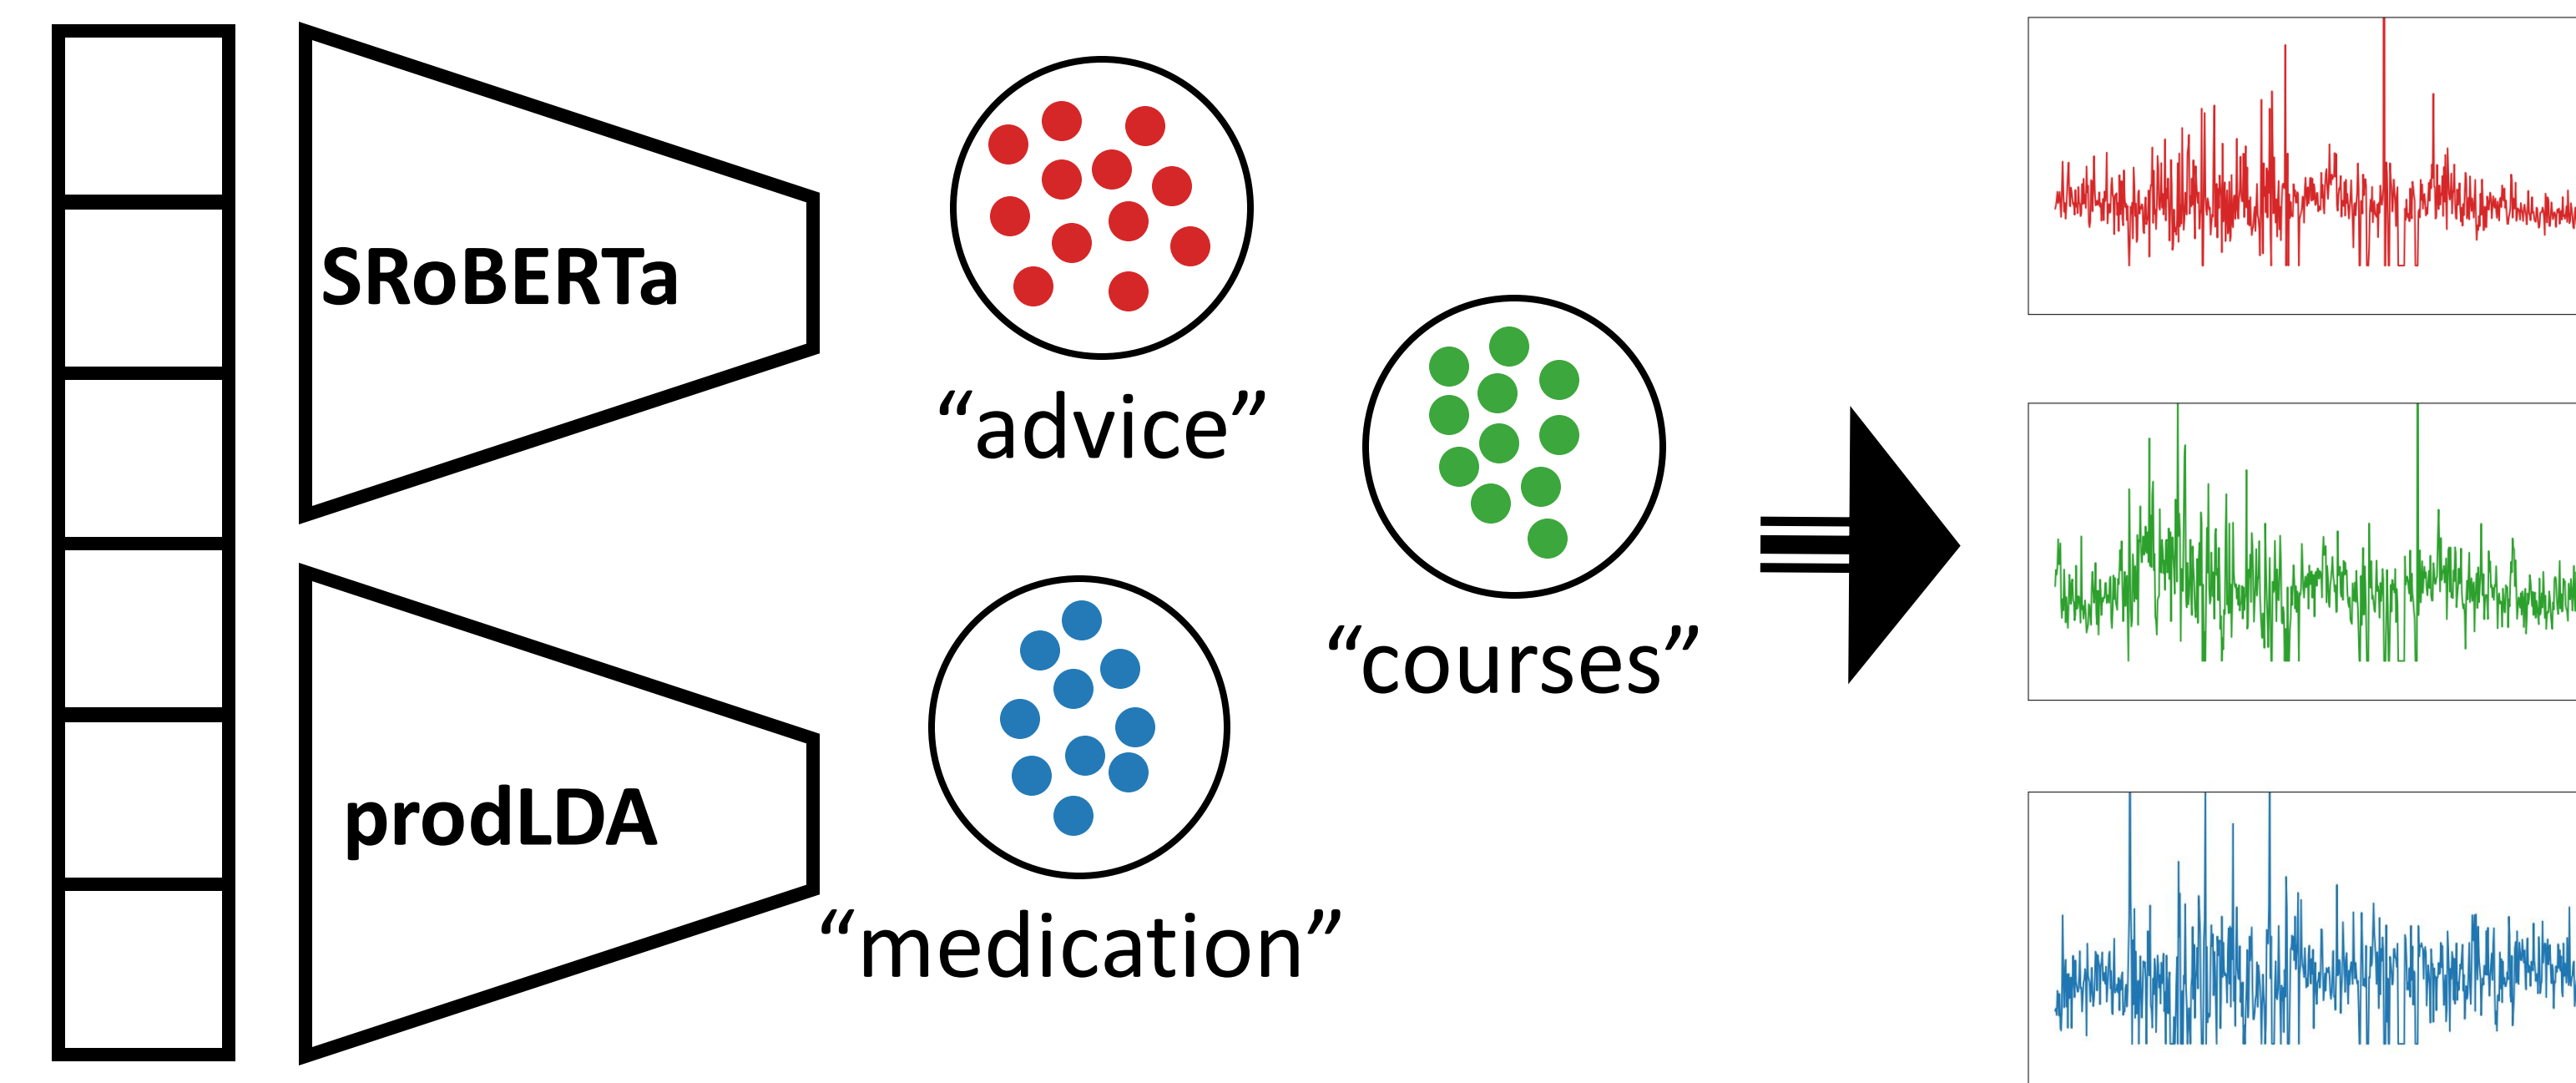 SRoBERTa
“advice”
“courses”
prodLDA
“medication”